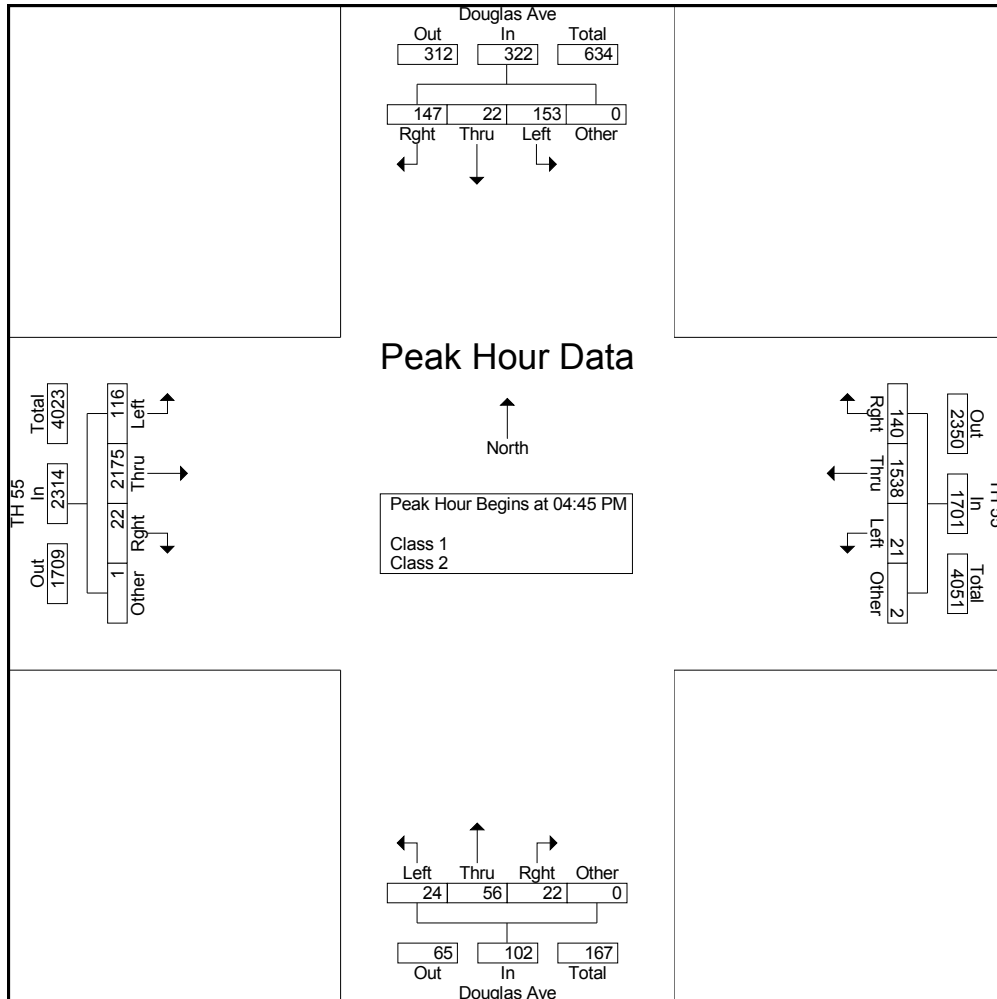 Douglas Ave
Out In Total
312 322 634
147 22 153 0
Rght Thru Left Other
Peak Hour Data
North
Peak Hour Begins at 04:45 PM
Class 1
Class 2
TH 55
Out In Total
1709 2314 4023
116 2175 22 1
Left Thru Rght Other
Out In Total
2350 1701 4051
140 1538 21 2
Rght Thru Left Other
Left Thru Rght Other
24 56 22 0
65 102 167
Out In Total
Douglas Ave